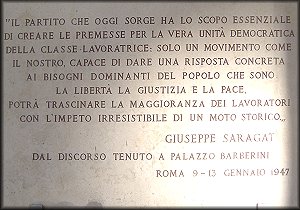 "IL PARTITO CHE OGGI SORGE HA LO SCOPO ESSENZIALE
DI CREARE LE PREMESSE PER LA VERA UNITÀ DEMOCRATICA
DELLA CLASSE LAVORATRICE: SOLO UN MOVIMENTO COME
IL NOSTRO, CAPACE DI DARE UNA RISPOSTA CONCRETA
AI BISOGNI DOMINANTI DEL POPOLO CHE SONO
LA LIBERTÀ LA GIUSTIZIA E LA PACE,
POTRÀ TRASCINARE LA MAGGIORANZA DEI LAVORATORI
CON L'IMPETO IRRESISTIBILE DI UN MOTO STORICO„...
GIUSEPPE SARAGAT
DAL DISCORSO TENUTO A PALAZZO BARBERINI
ROMA 9-13 GENNAIO 1947